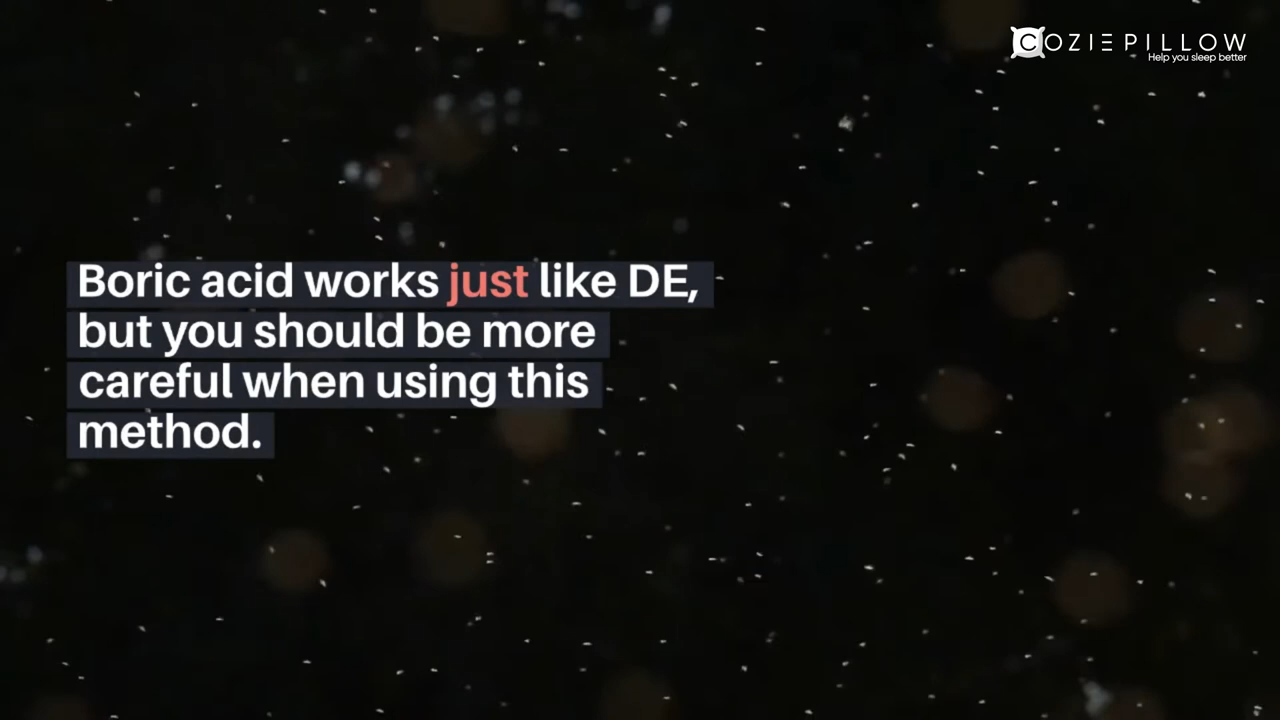 COZIEPILLOW
Help you sleep better
Boric acid works just like DE,
but you should be more
careful when using this
method.